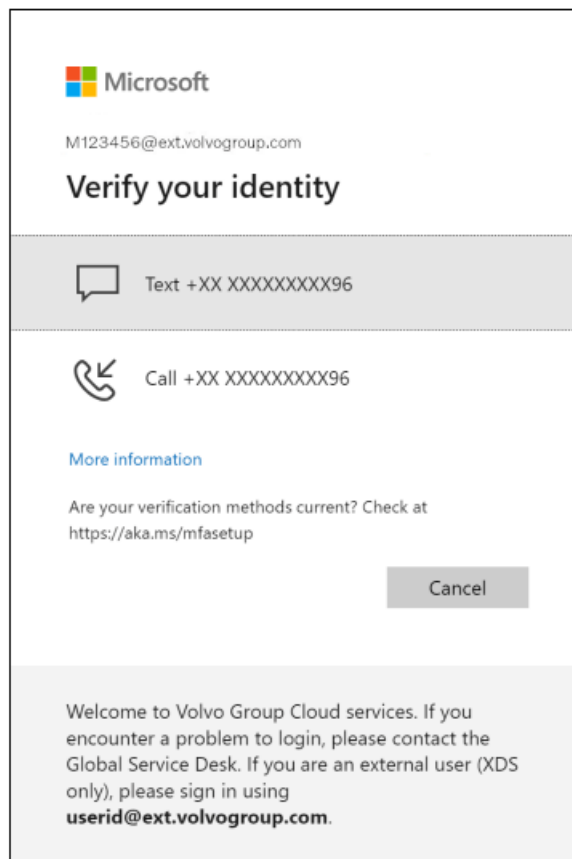 Microsoft
M123456@ext.volvogroup.com
Verify your identity
Text +XX XXXXXXXXX96
Call +XX XXXXXXXXX96
More information
Are your verification methods current? Check at
https://aka.ms/mfasetup
Cancel
Welcome to Volvo Group Cloud services. If you
encounter a problem to login, please contact the
Global Service Desk. If you are an external user (XDS
only), please sign in using
userid@ext.volvogroup.com.